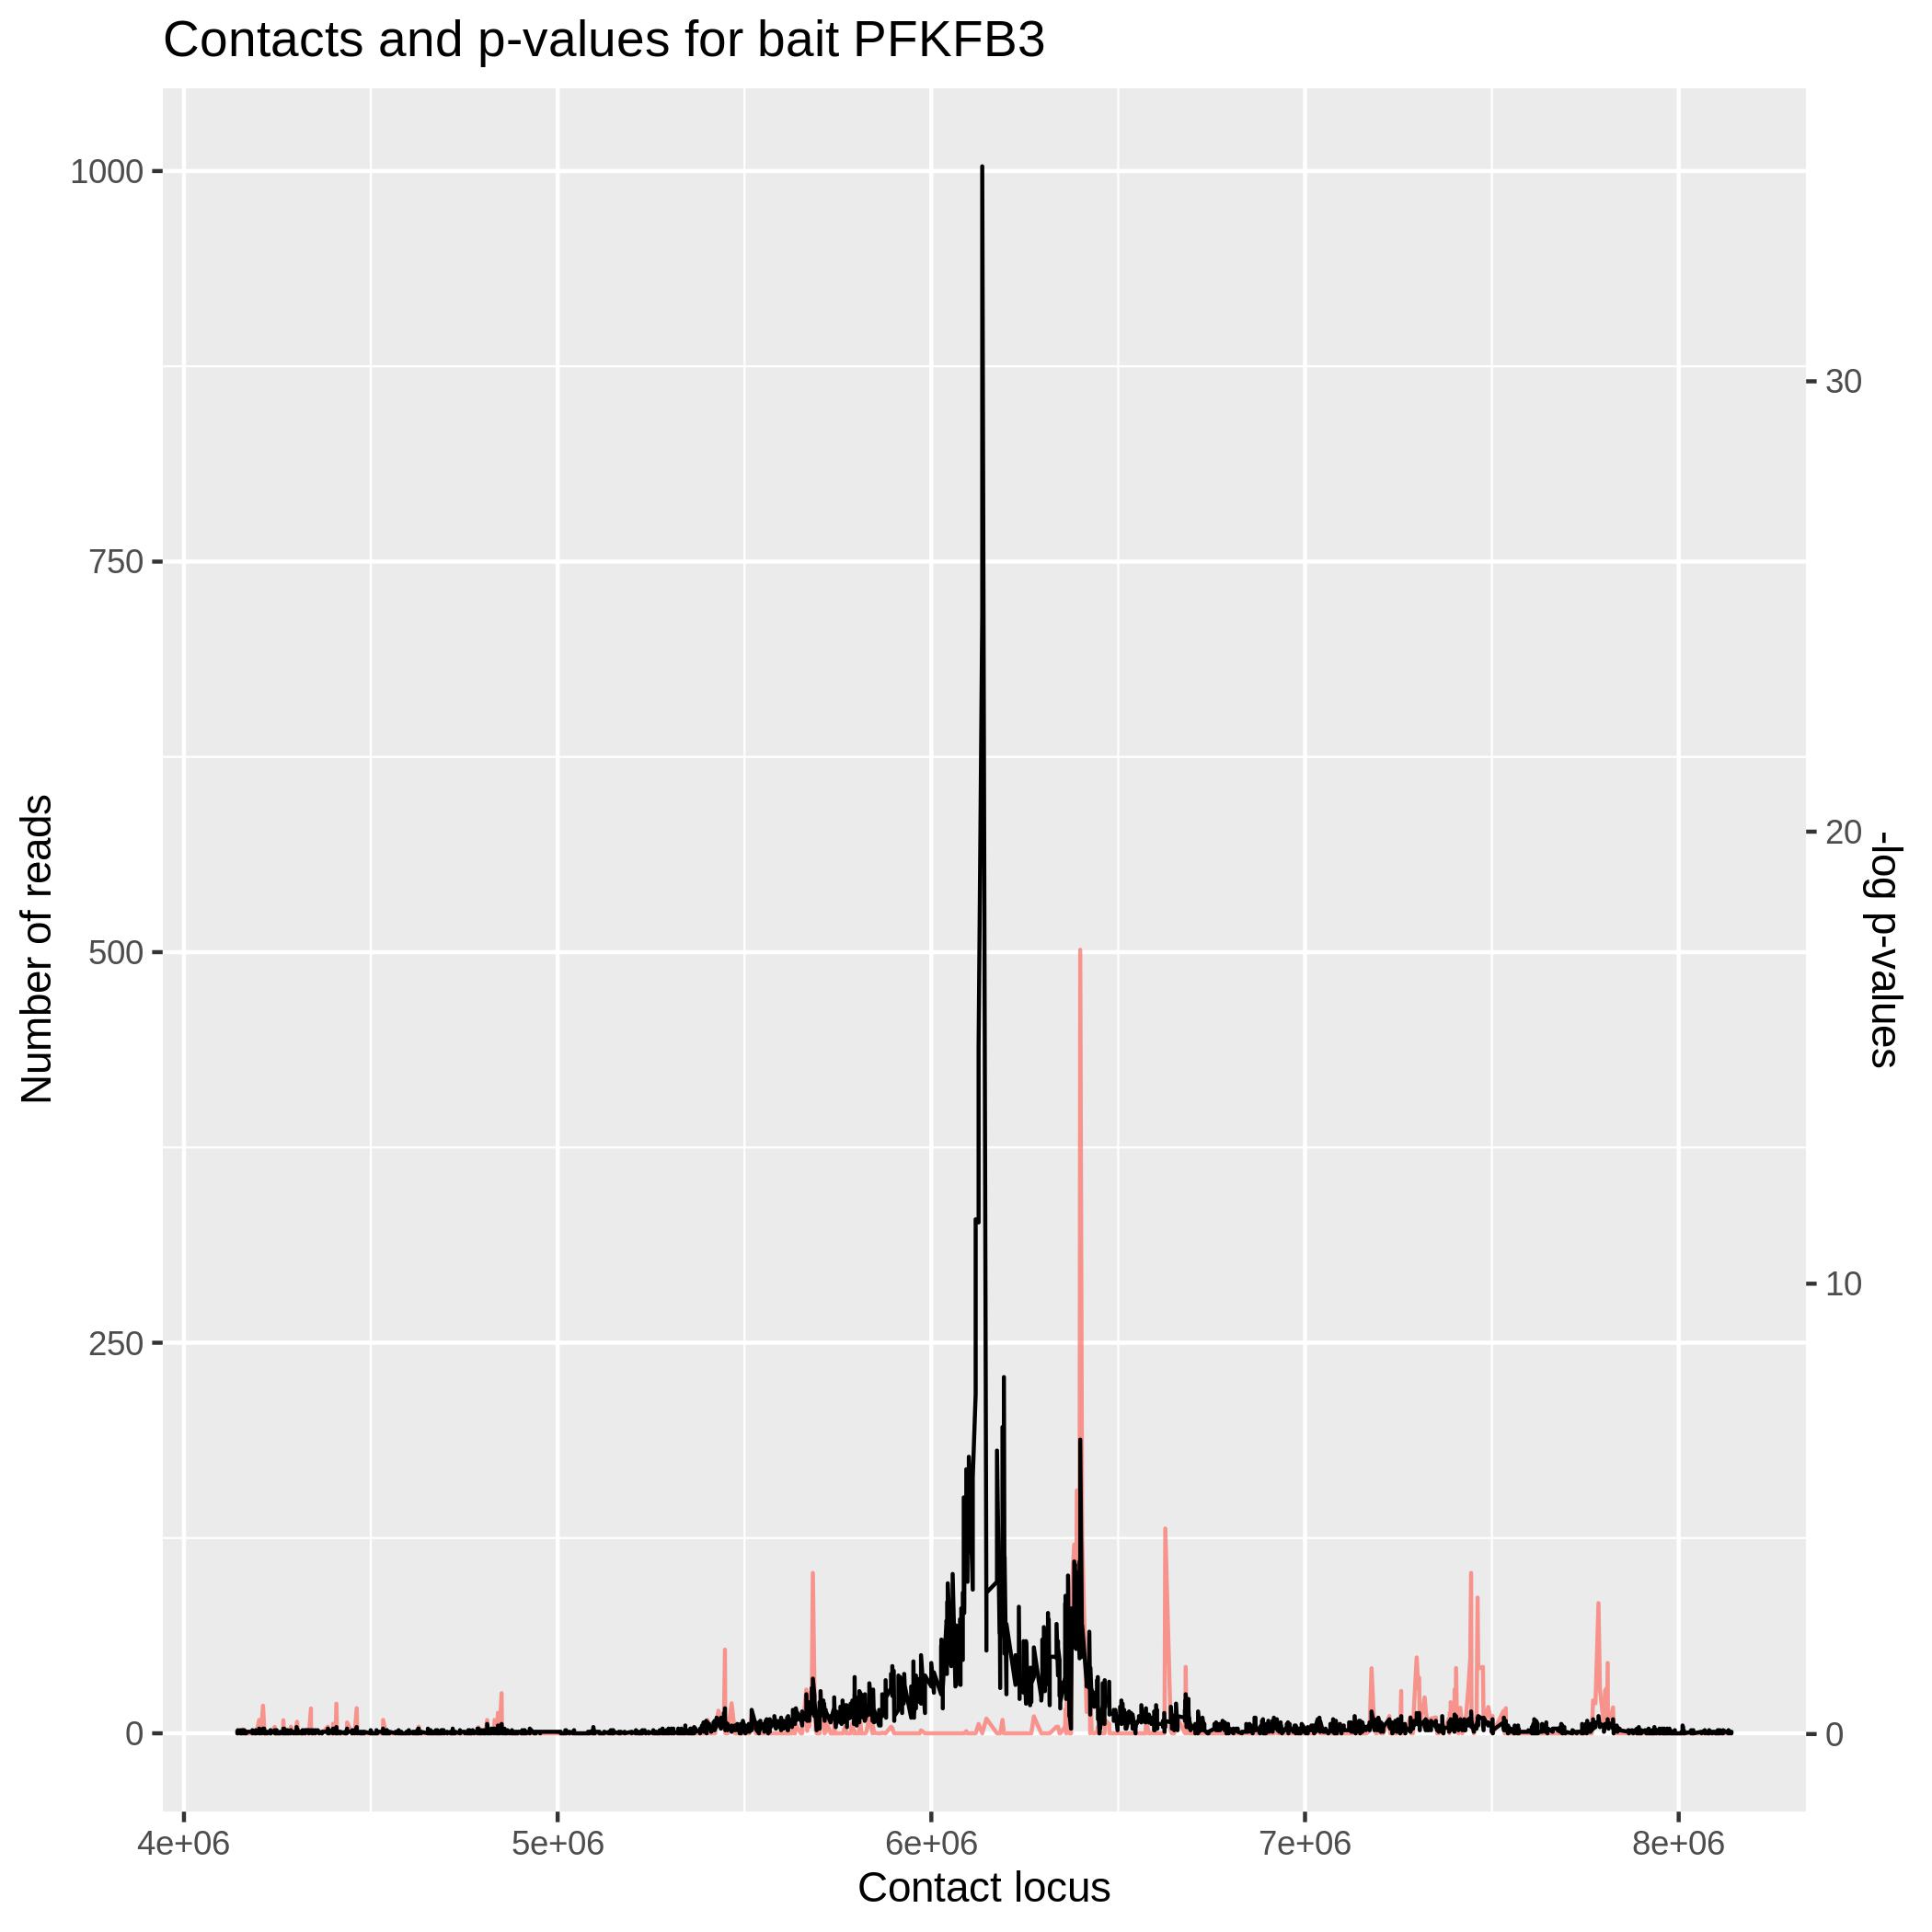 Contacts and p-values for bait PFKFB3
1000
750
500
250
0
Number of reads
30
20
10
0
-log p-values
4e+06
5e+06
6e+06
7e+06
8e+06
Contact locus